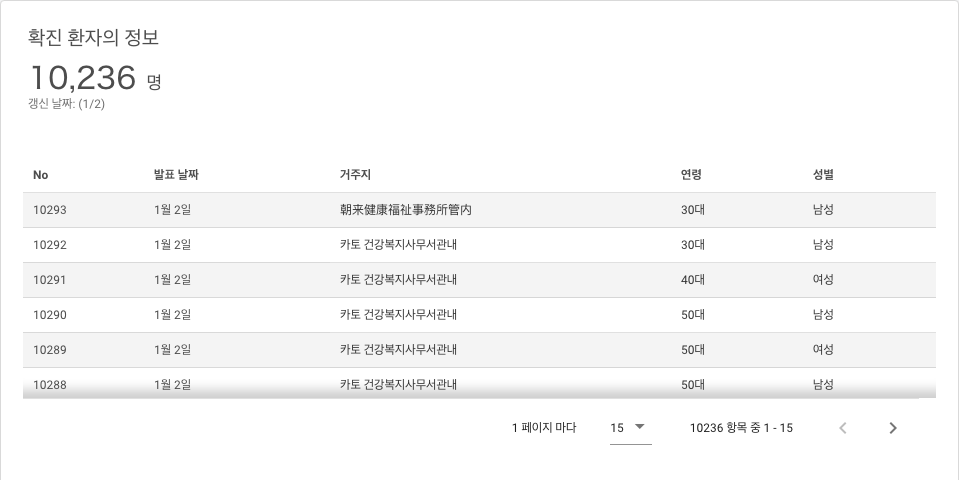 확진 환자의 정보
10,236 명
갱신 날짜: (1/2)
No 발표 날짜 거주지 연령 성별
10293 1월 2일 朝来健康福祉事務所管内 30대 남성
10292 1월 2일 카토 건강복지사무서관내 30대 남성
10291 1월 2일 카토 건강복지사무서관내 40대 여성
10290 1월 2일 카토 건강복지사무서관내 50대 남성
10289 1월 2일 카토 건강복지사무서관내 50대 여성
10288 1월 2일 카토 건강복지사무서관내 50대 남성
1 페이지 마다 15 10236 항목 중 1 - 15